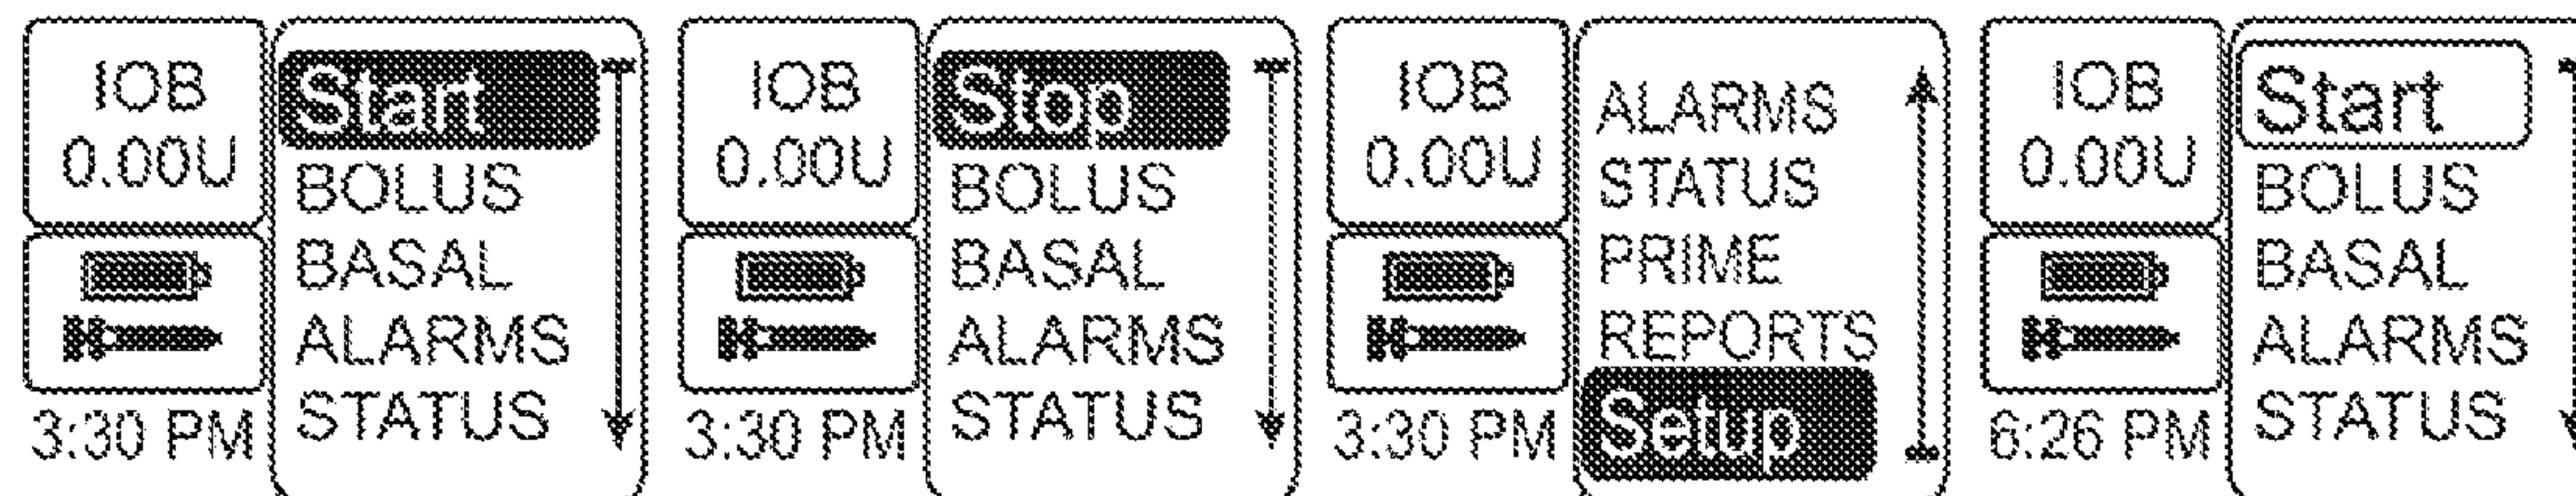 IOB
0.00U
3:30 PM
Start
BOLUS
BASAL
ALARMS
STATUS
IOB
0.00U
3:30 PM
Stop
BOLUS
BASAL
ALARMS
STATUS
IOB
0.00U
3:30 PM
ALARMS
STATUS
PRIME
REPORTS
Setup
IOB
0.00U
6:26 PM
Start
BOLUS
BASAL
ALARMS
STATUS